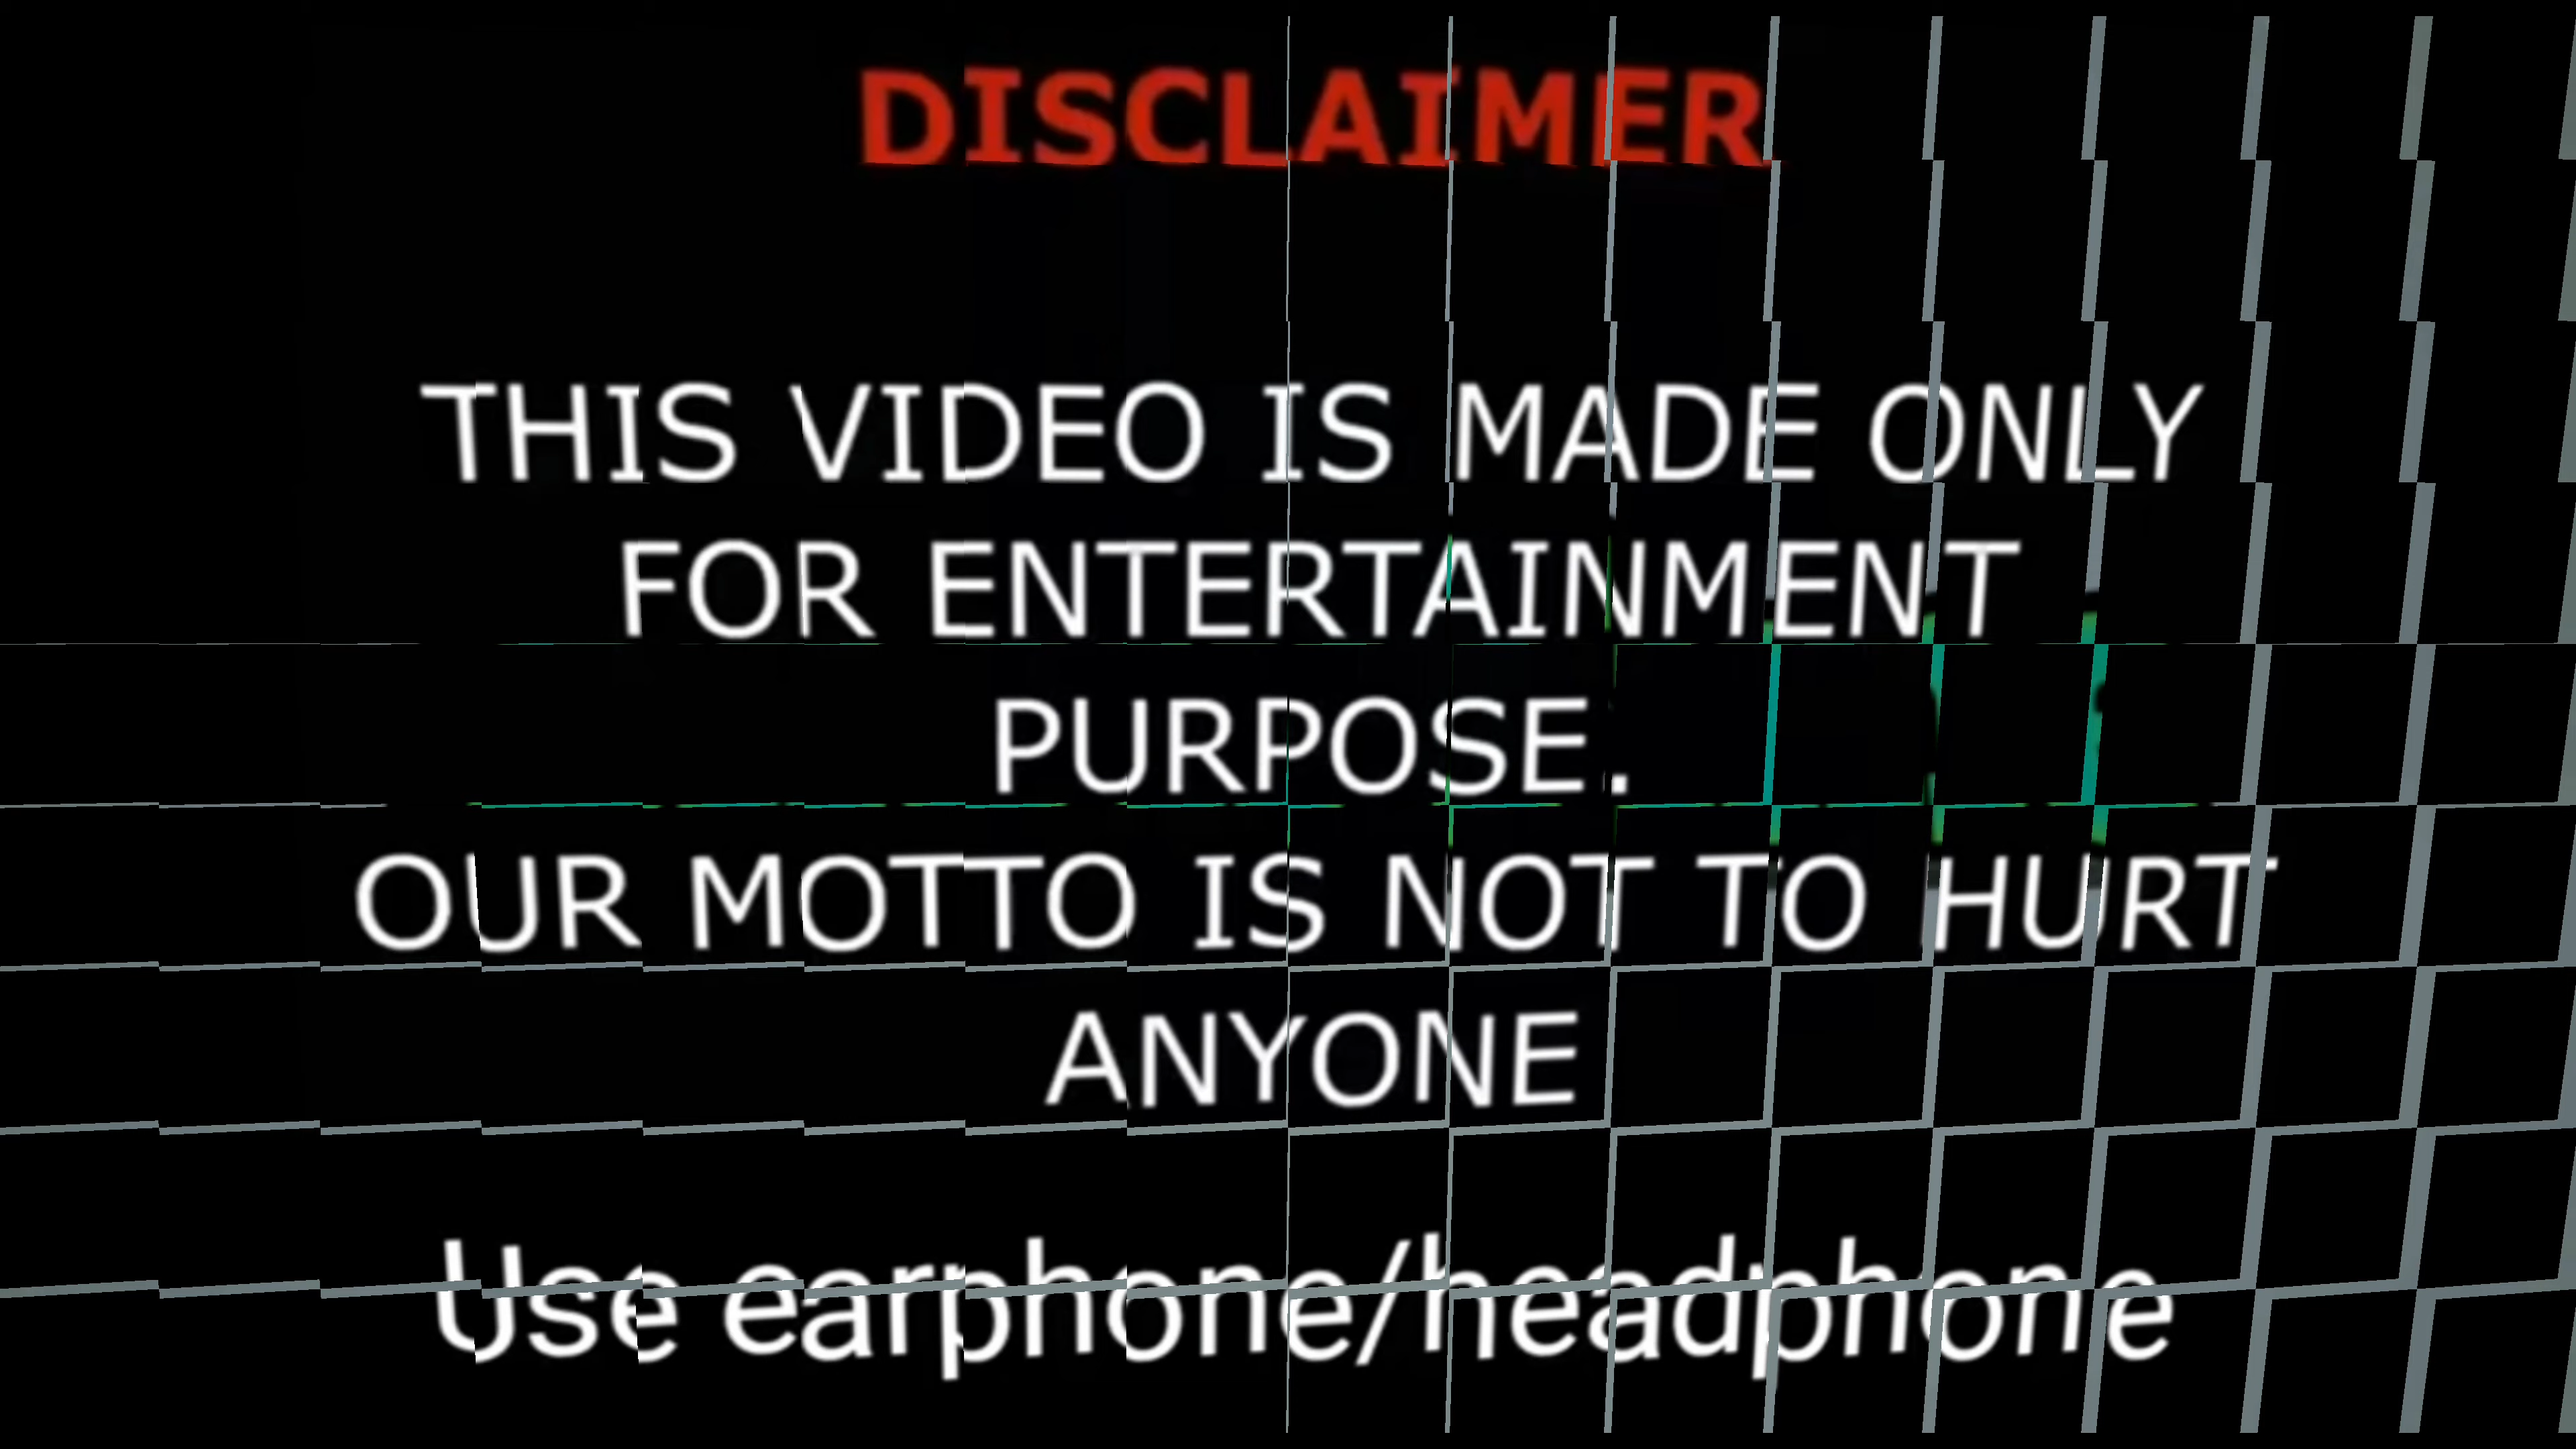 DISCLAIMER
THIS VIDEO IS MADE ONLY
FOR ENTERTAINMENT
PURPOSE.
OUR MOTTO IS NOT TO HURT
ANYONE
Use earphone/headphone